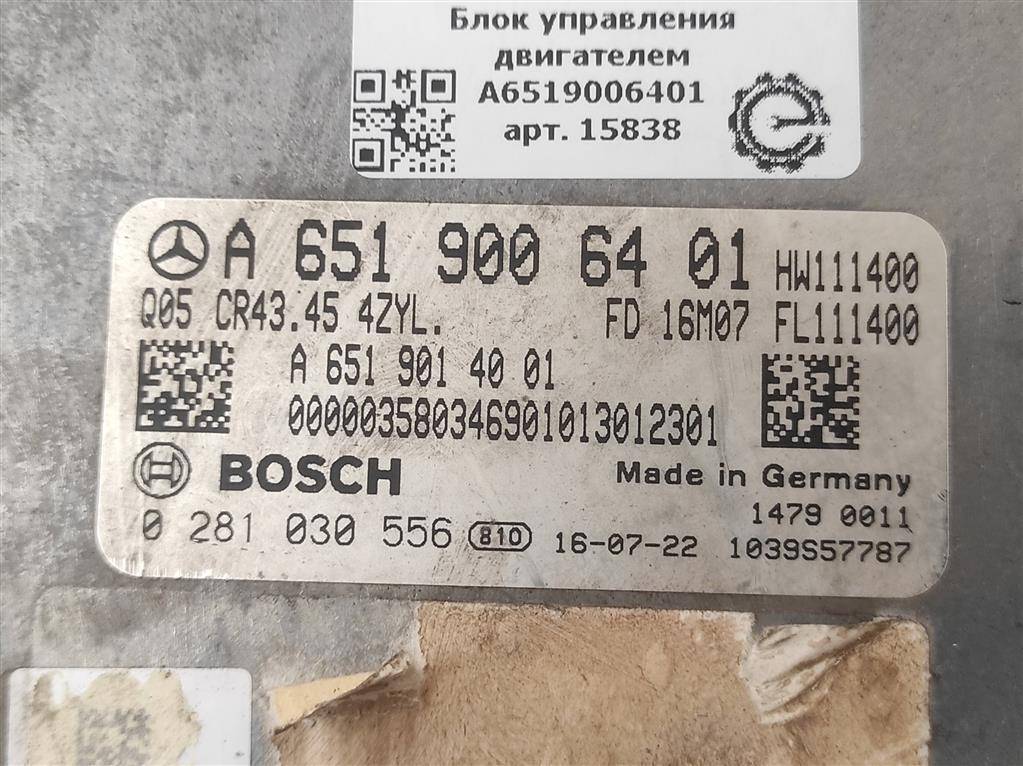 Блок управления
двигателем
A6519006401
арт. 15838
A 651 900 64 01 HW111400
Q05 CR43.45 4ZYL. FD 16M07 FL111400
A 651 901 40 01
000003580346901013012301
BOSCH Made in Germany
1479 0011
0 281 030 556 810 16-07-22 1039S57787